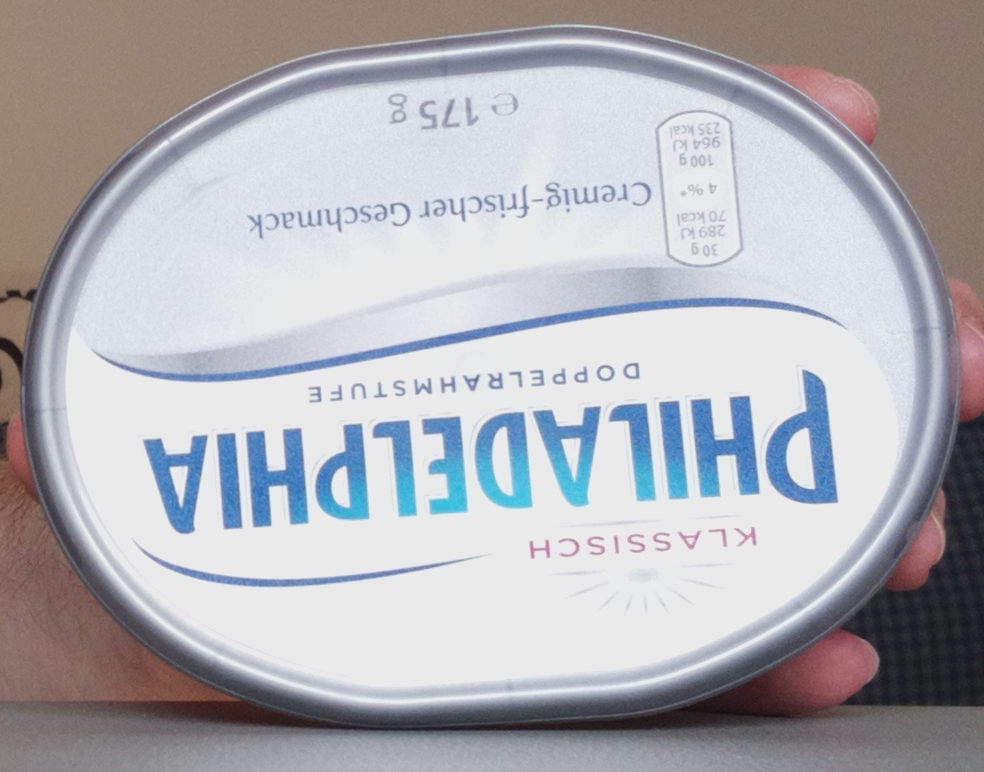 KLASSISCH
PHILADELPHIA
DOPPELRAHMSTUFE
30 g
289 kJ
70 kcal
4 %*
100 g
964 kJ
235 kcal
Cremig-frischer Geschmack
℮ 175 g